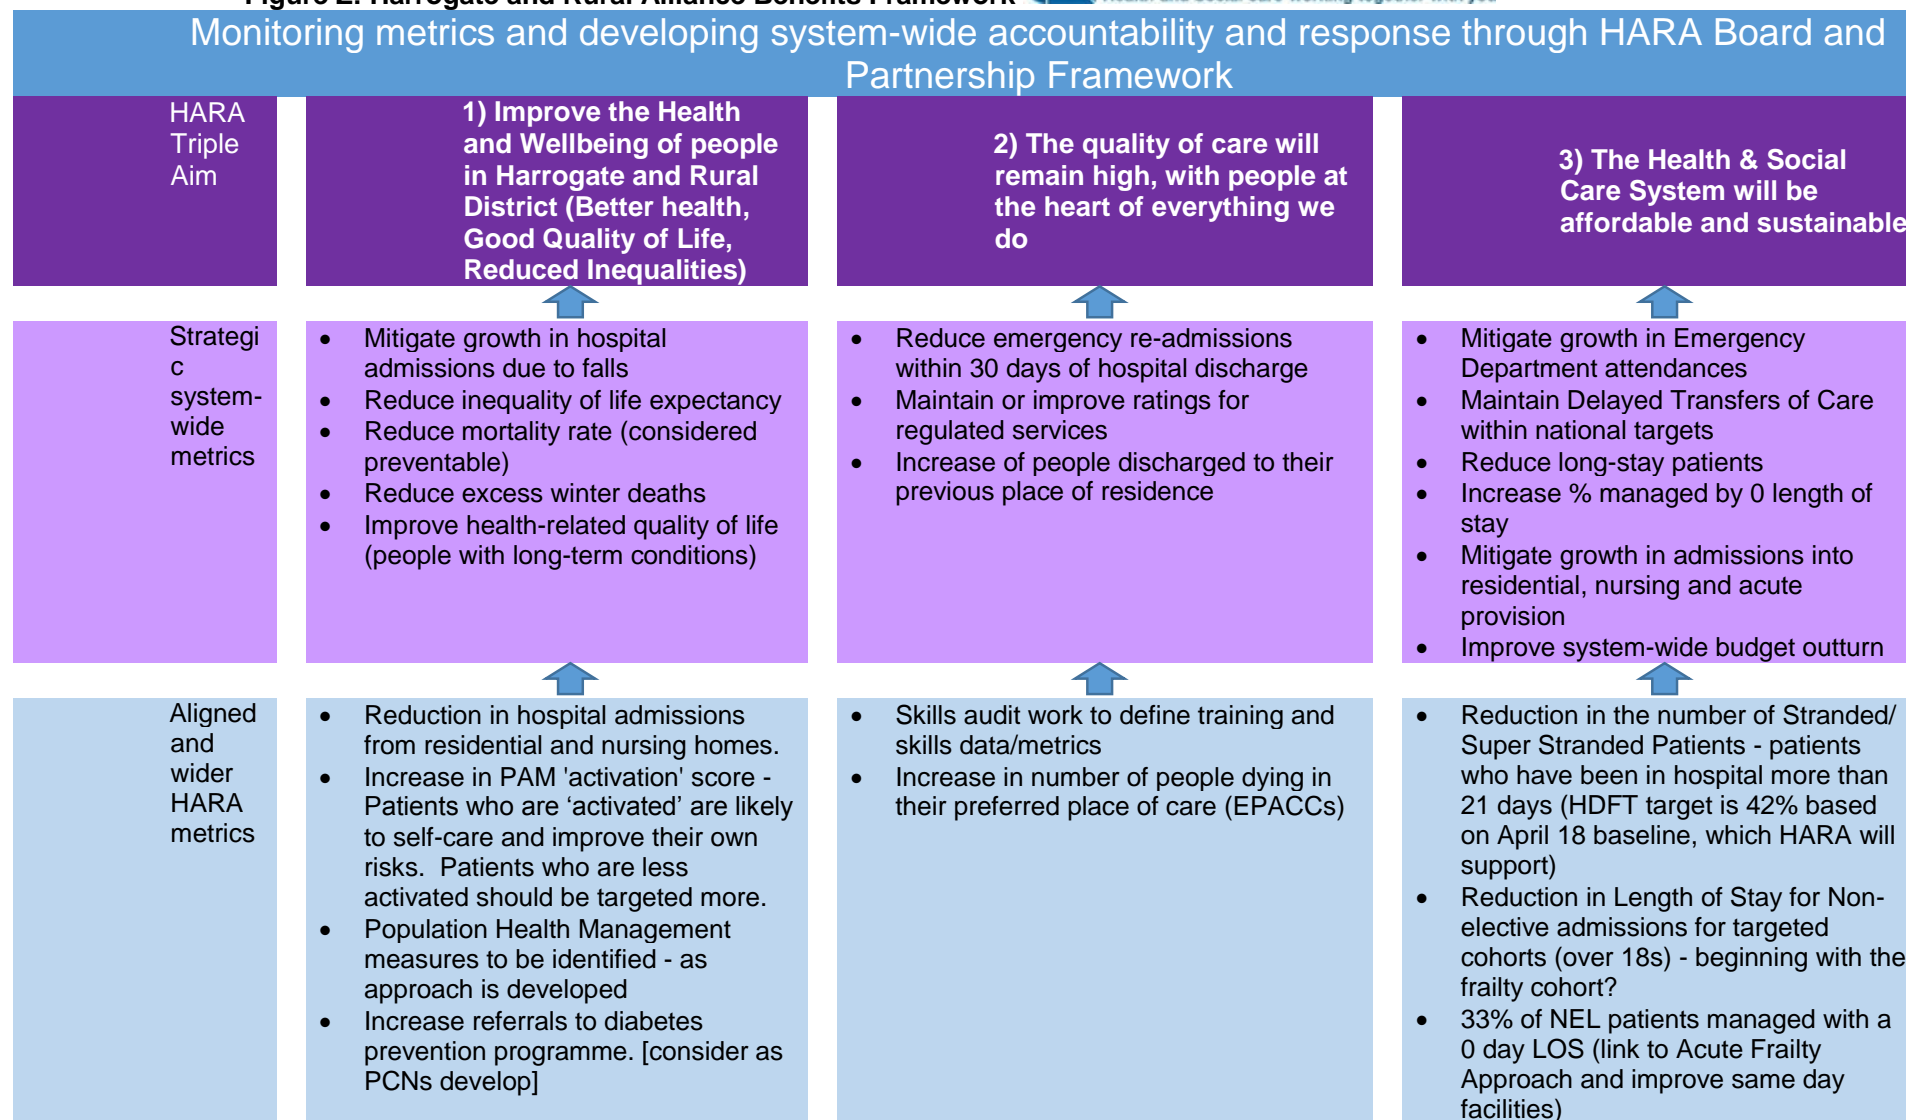 Figure 2. Harrogate and Rural Alliance Benefits Framework
Health and Social Care working together with you
Monitoring metrics and developing system-wide accountability and response through HARA Board and
Partnership Framework
HARA
Triple
Aim
1) Improve the Health
and Wellbeing of people
in Harrogate and Rural
District (Better health,
Good Quality of Life,
Reduced Inequalities)
2) The quality of care will
remain high, with people at
the heart of everything we
do
3) The Health & Social
Care System will be
affordable and sustainable
Strategi
c
system-
wide
metrics
• Mitigate growth in hospital
admissions due to falls
• Reduce inequality of life expectancy
• Reduce mortality rate (considered
preventable)
• Reduce excess winter deaths
• Improve health-related quality of life
(people with long-term conditions)
• Reduce emergency re-admissions
within 30 days of hospital discharge
• Maintain or improve ratings for
regulated services
• Increase of people discharged to their
previous place of residence
• Mitigate growth in Emergency
Department attendances
• Maintain Delayed Transfers of Care
within national targets
• Reduce long-stay patients
• Increase % managed by 0 length of
stay
• Mitigate growth in admissions into
residential, nursing and acute
provision
• Improve system-wide budget outturn
Aligned
and
wider
HARA
metrics
• Reduction in hospital admissions
from residential and nursing homes.
• Increase in PAM 'activation' score -
Patients who are ‘activated’ are likely
to self-care and improve their own
risks.  Patients who are less
activated should be targeted more.
• Population Health Management
measures to be identified - as
approach is developed
• Increase referrals to diabetes
prevention programme. [consider as
PCNs develop]
• Skills audit work to define training and
skills data/metrics
• Increase in number of people dying in
their preferred place of care (EPACCs)
• Reduction in the number of Stranded/
Super Stranded Patients - patients
who have been in hospital more than
21 days (HDFT target is 42% based
on April 18 baseline, which HARA will
support)
• Reduction in Length of Stay for Non-
elective admissions for targeted
cohorts (over 18s) - beginning with the
frailty cohort?
• 33% of NEL patients managed with a
0 day LOS (link to Acute Frailty
Approach and improve same day
facilities)